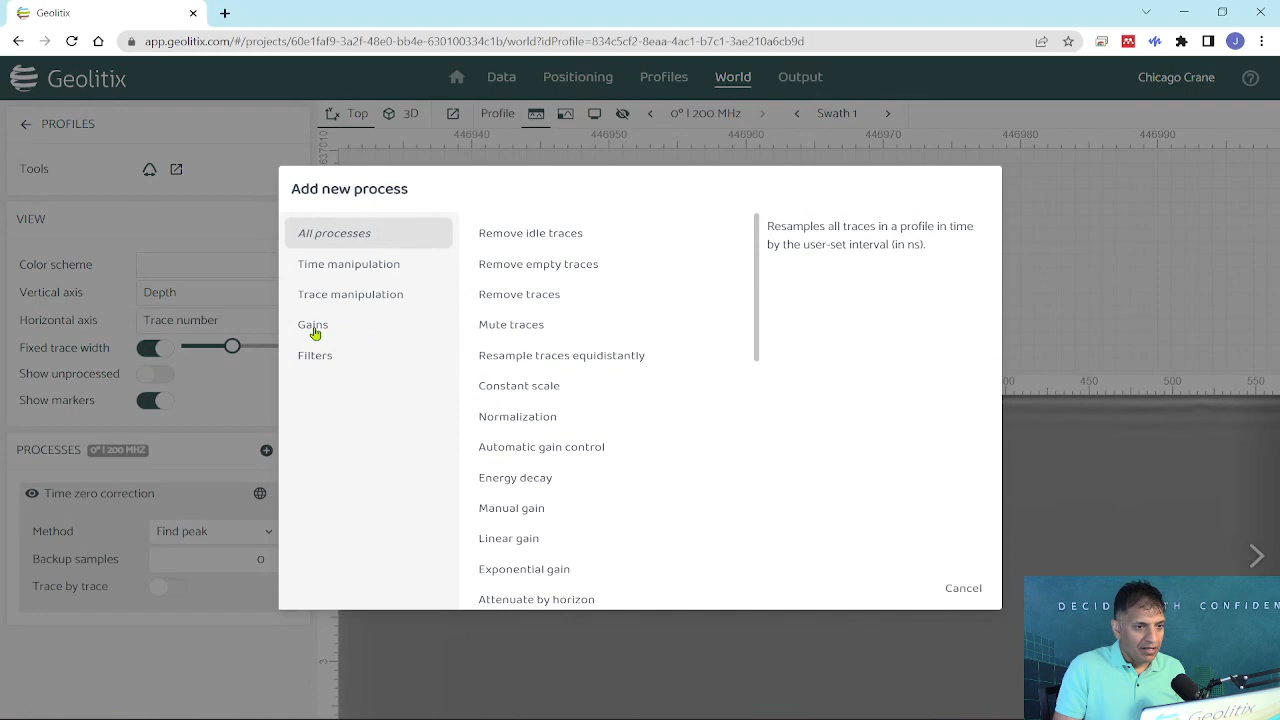 Geolitix
app.geolitix.com/#/projects/60e1faf9-3a2f-48e0-bb4e-630100334c1b/world?idProfile=834c5cf2-8eaa-4ac1-b7c1-3ae210a6cb9d
J
Geolitix
Data
Positioning
Profiles
World
Output
Chicago Crane
PROFILES
Top
3D
Profile
0° | 200 MHz
Swath 1
446940
446950
446960
446970
446980
446990
637010
Tools
VIEW
Color scheme
Vertical axis
Depth
Horizontal axis
Trace number
Fixed trace width
Show unprocessed
Show markers
PROCESSES
0° | 200 MHZ
Time zero correction
Method
Find peak
Backup samples
0
Trace by trace
Add new process
All processes
Time manipulation
Trace manipulation
Gains
Filters
Remove idle traces
Remove empty traces
Remove traces
Mute traces
Resample traces equidistantly
Constant scale
Normalization
Automatic gain control
Energy decay
Manual gain
Linear gain
Exponential gain
Attenuate by horizon
Resamples all traces in a profile in time
by the user-set interval (in ns).
Cancel
450
500
550
3
Geolitix